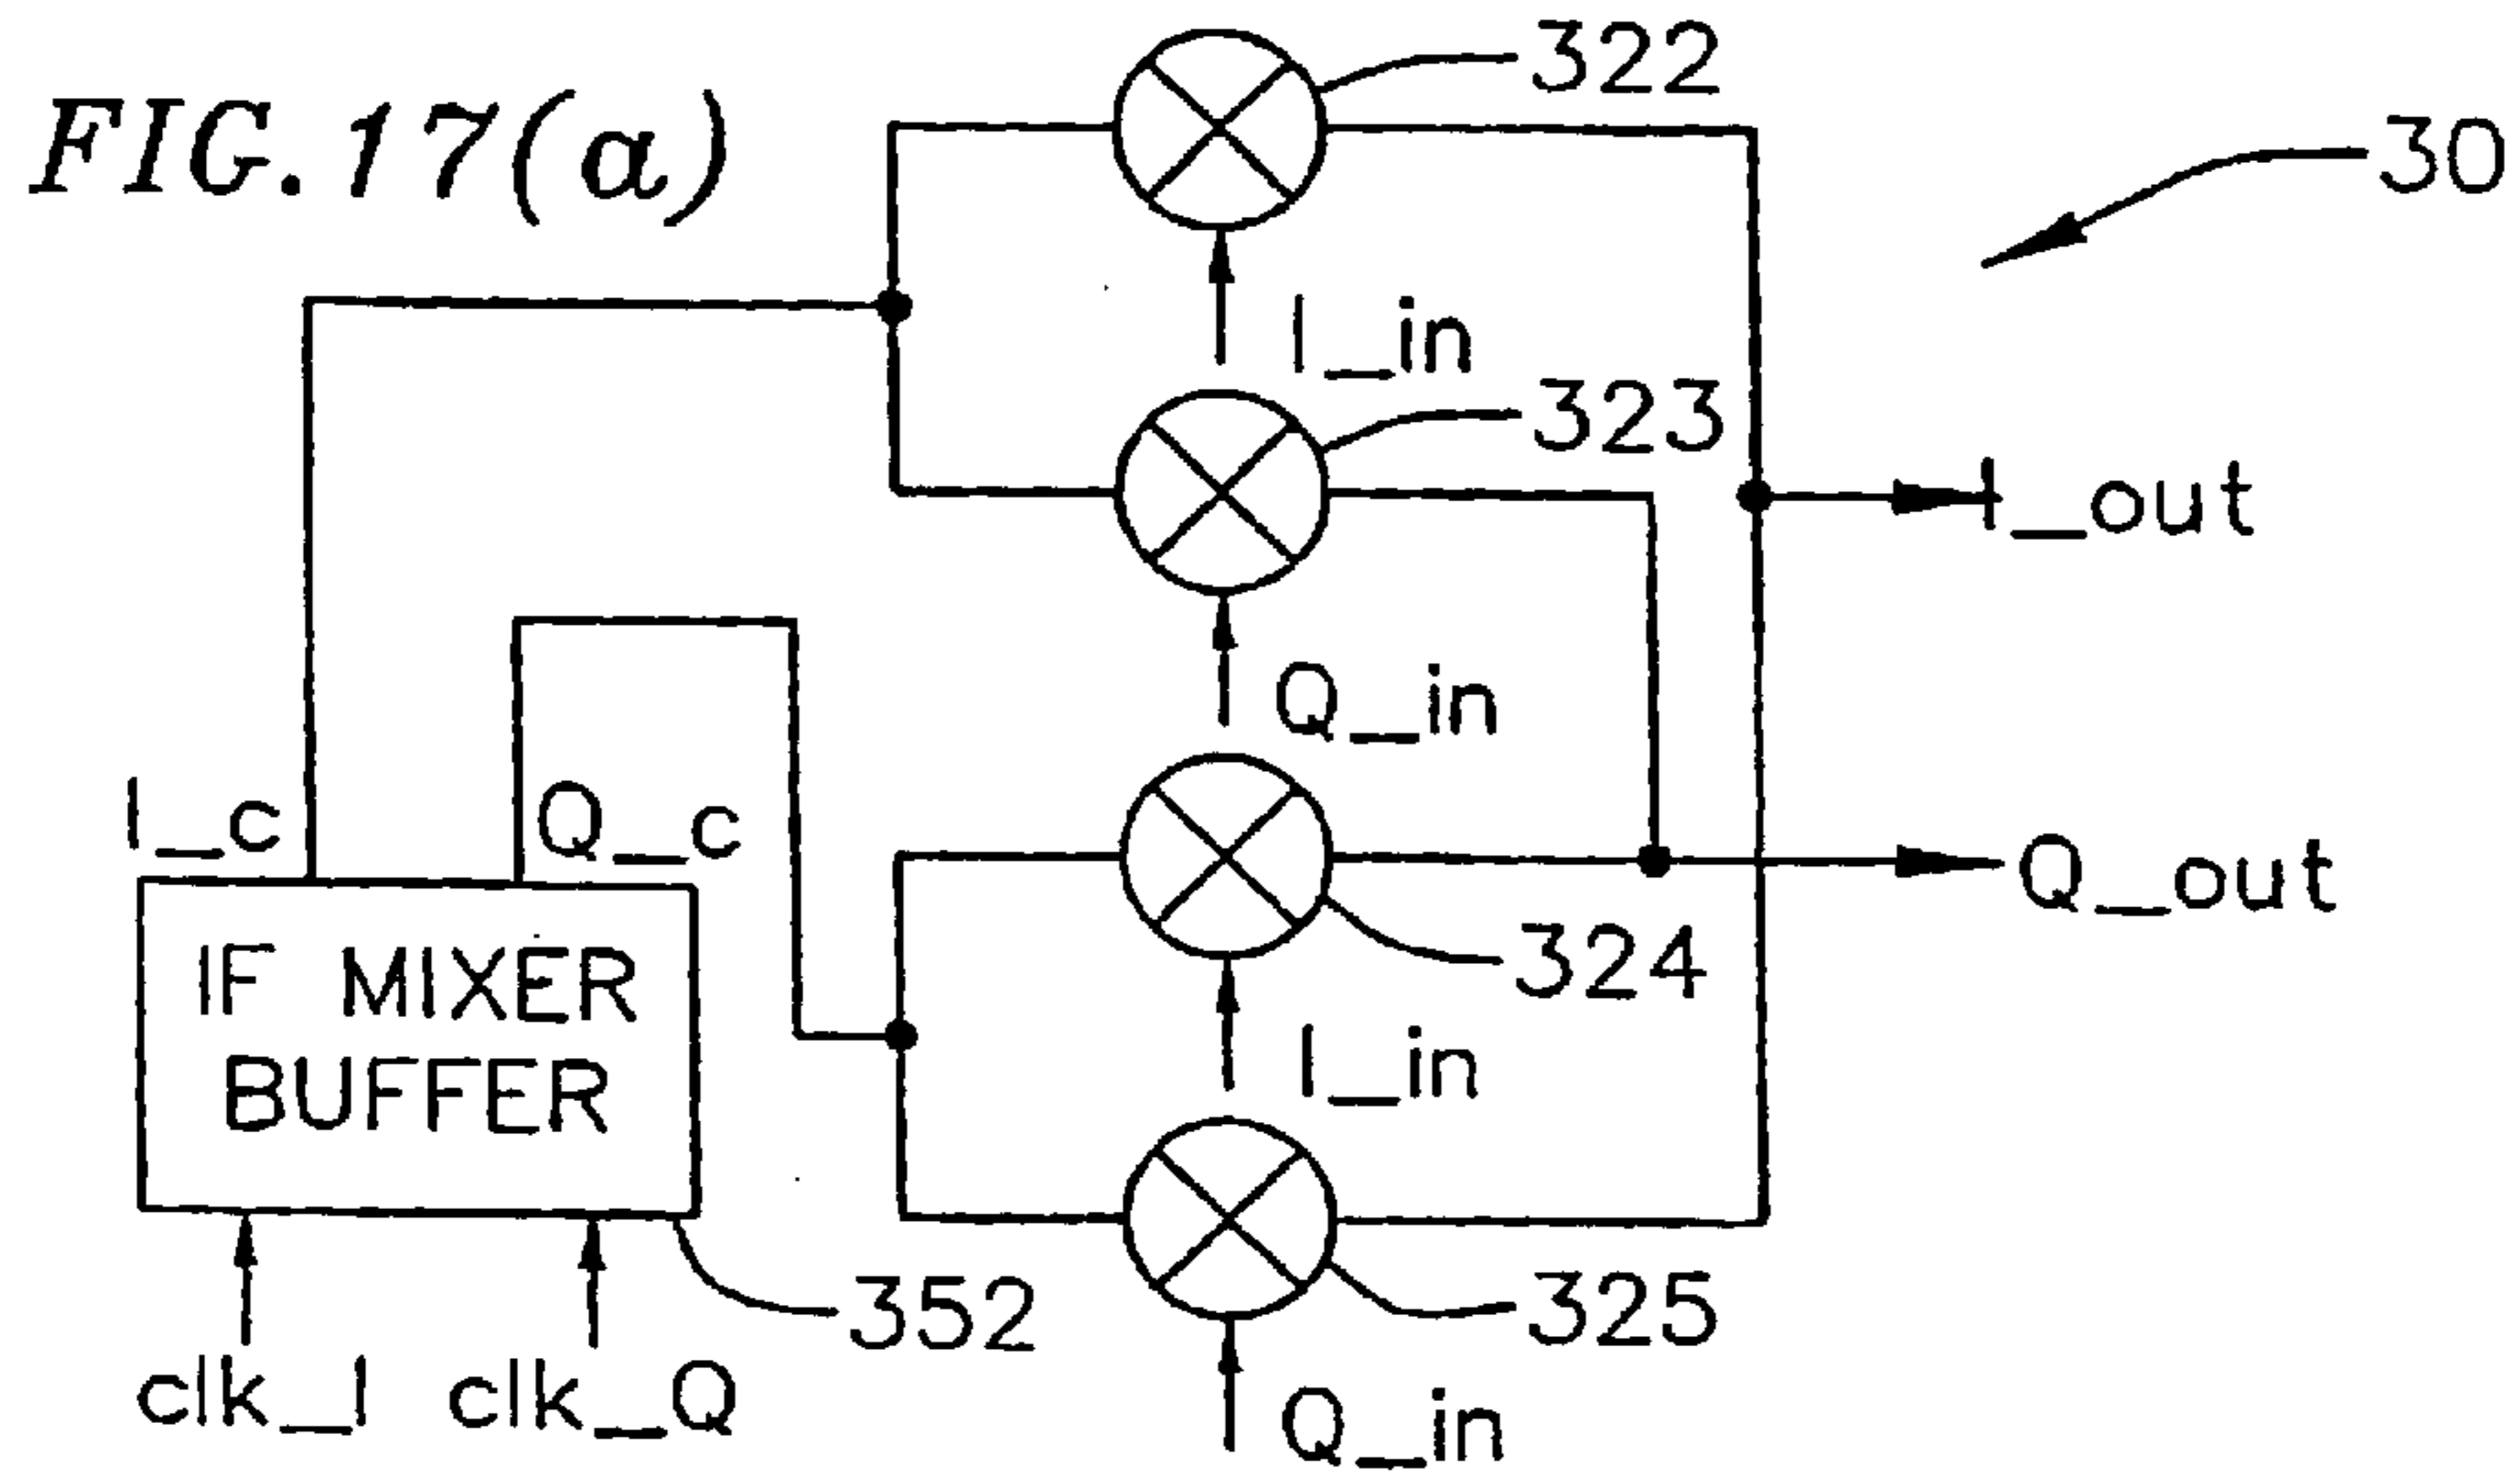 FIG. 17(a)
322
30
I_in
323
I_out
Q_in
I_c
Q_c
Q_out
IF MIXER
BUFFER
324
I_in
352
325
clk_I
clk_Q
Q_in